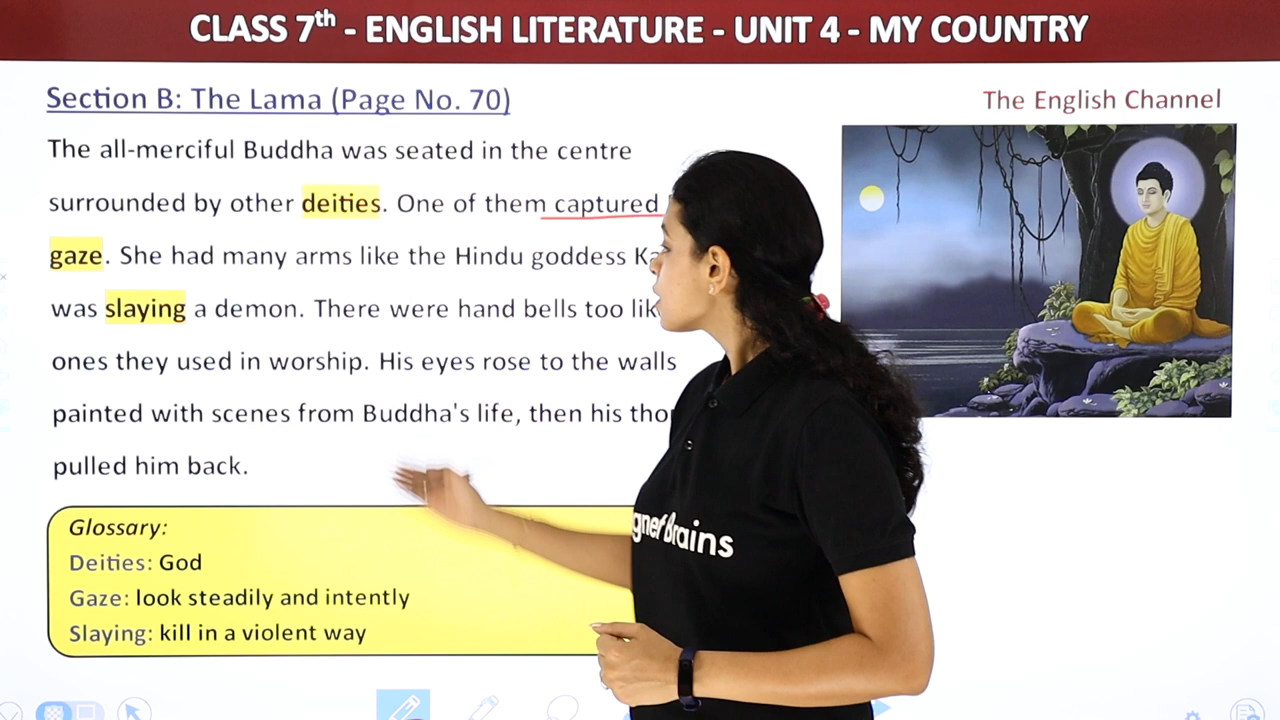 CLASS 7th - ENGLISH LITERATURE - UNIT 4 - MY COUNTRY
Section B: The Lama (Page No. 70)
The English Channel
The all-merciful Buddha was seated in the centre
surrounded by other deities. One of them captured
gaze. She had many arms like the Hindu goddess
was slaying a demon. There were hand bells too
ones they used in worship. His eyes rose to the walls
painted with scenes from Buddha's life, then his
pulled him back.
Glossary:
Deities: God
Gaze: look steadily and intently
Slaying: kill in a violent way
Brains